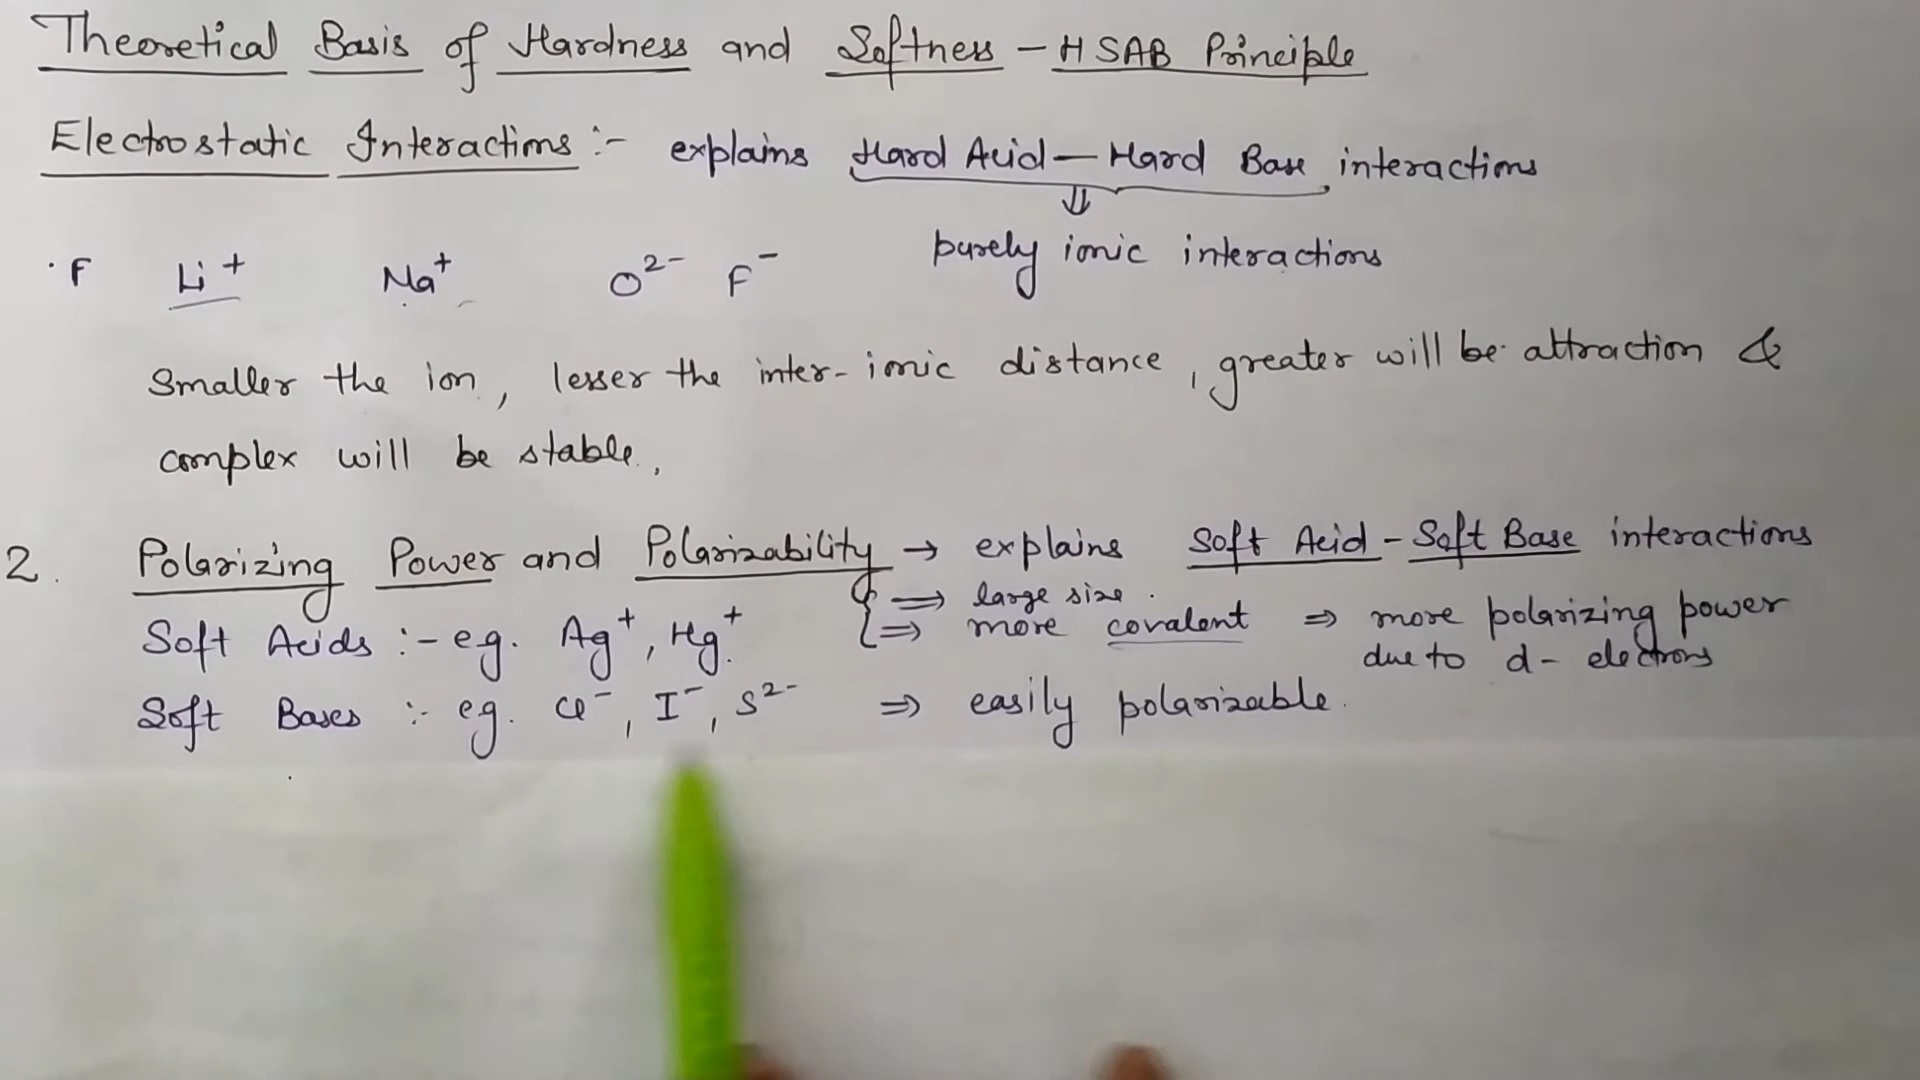 Theoretical Basis of Hardness and Softness - HSAB Principle
Electrostatic Interactions :- explains Hard Acid - Hard Base interactions
⇓
purely ionic interactions
F Li⁺ Na⁺ O²⁻ F⁻
Smaller the ion, lesser the inter-ionic distance, greater will be attraction &
complex will be stable.
2. Polarizing Power and Polarizability → explains Soft Acid - Soft Base interactions
⇒ large size.
Soft Acids :- eg. Ag⁺, Hg⁺ ⇒ more covalent ⇒ more polarizing power
due to d- electrons
Soft Bases :- eg. Cl⁻, I⁻, S²⁻ ⇒ easily polarizable.